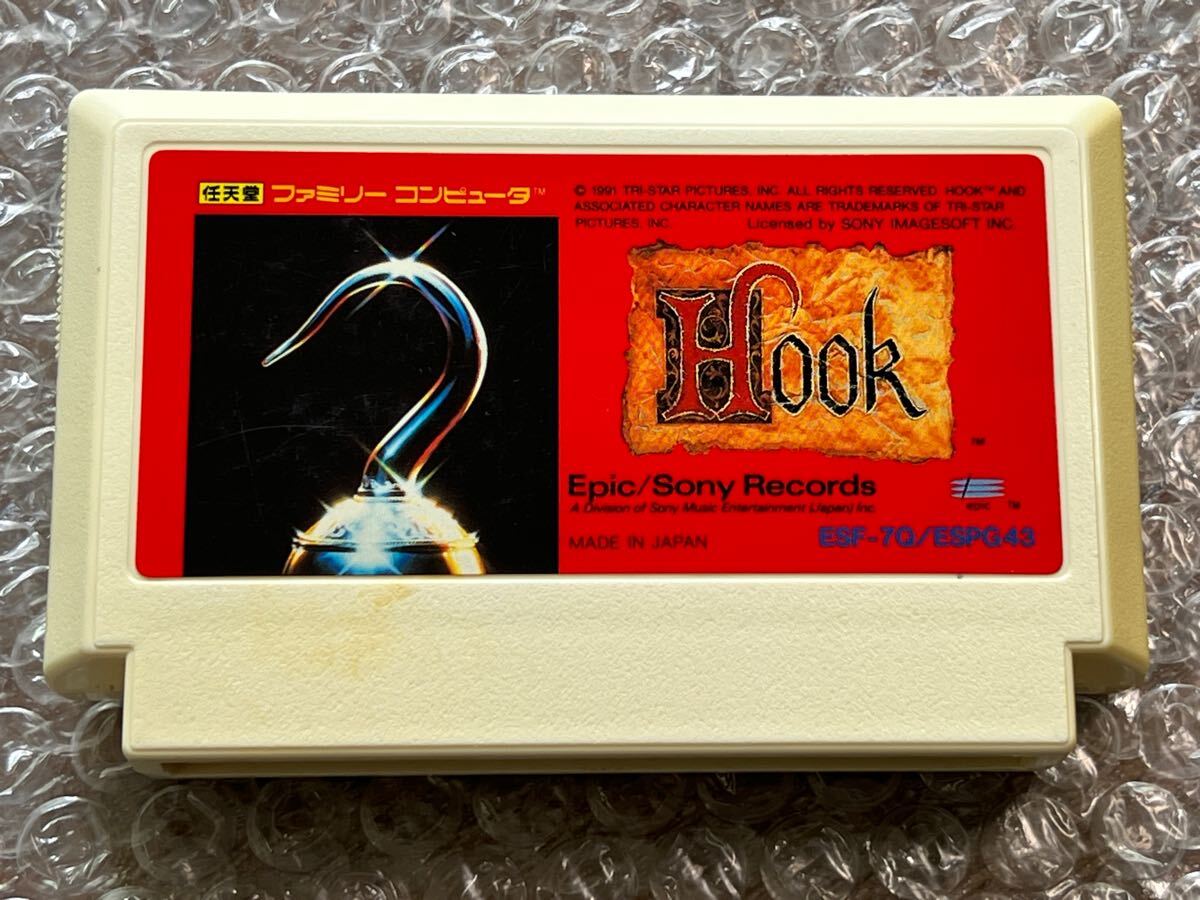 任天堂 ファミリー コンピュータ™
© 1991 TRI-STAR PICTURES, INC. ALL RIGHTS RESERVED. HOOK™ AND
ASSOCIATED CHARACTER NAMES ARE TRADEMARKS OF TRI-STAR
PICTURES, INC. Licensed by SONY IMAGESOFT INC.
Hook
™
Epic/Sony Records
A Division of Sony Music Entertainment (Japan) Inc.
epic ™
MADE IN JAPAN
ESF-7Q/ESPG43